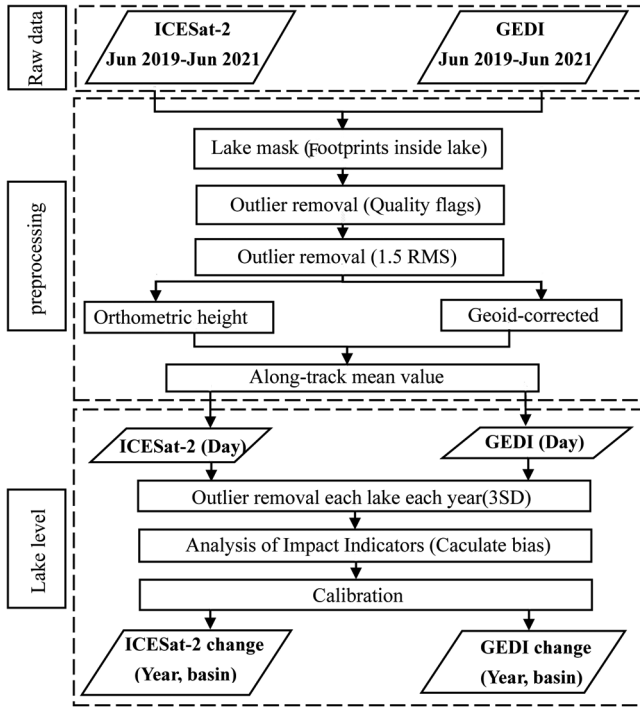 Raw data
ICESat-2
Jun 2019-Jun 2021
GEDI
Jun 2019-Jun 2021
preprocessing
Lake mask (Footprints inside lake)
Outlier removal (Quality flags)
Outlier removal (1.5 RMS)
Orthometric height
Geoid-corrected
Along-track mean value
Lake level
ICESat-2 (Day)
GEDI (Day)
Outlier removal each lake each year(3SD)
Analysis of Impact Indicators (Caculate bias)
Calibration
ICESat-2 change
(Year, basin)
GEDI change
(Year, basin)